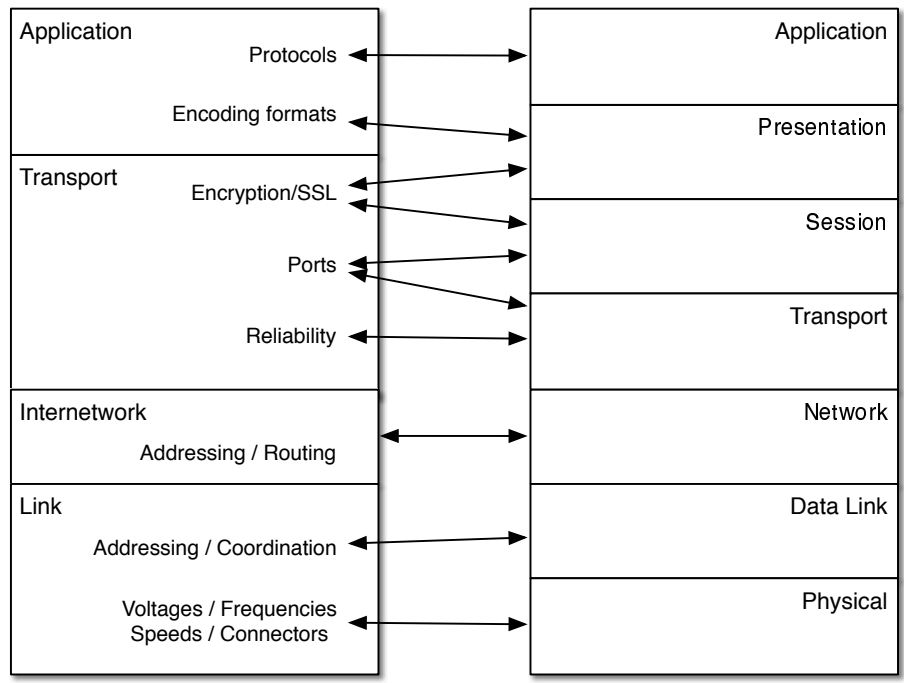 Application
Protocols
Encoding formats
Transport
Encryption/SSL
Ports
Reliability
Internetwork
Addressing / Routing
Link
Addressing / Coordination
Voltages / Frequencies
Speeds / Connectors
Application
Presentation
Session
Transport
Network
Data Link
Physical